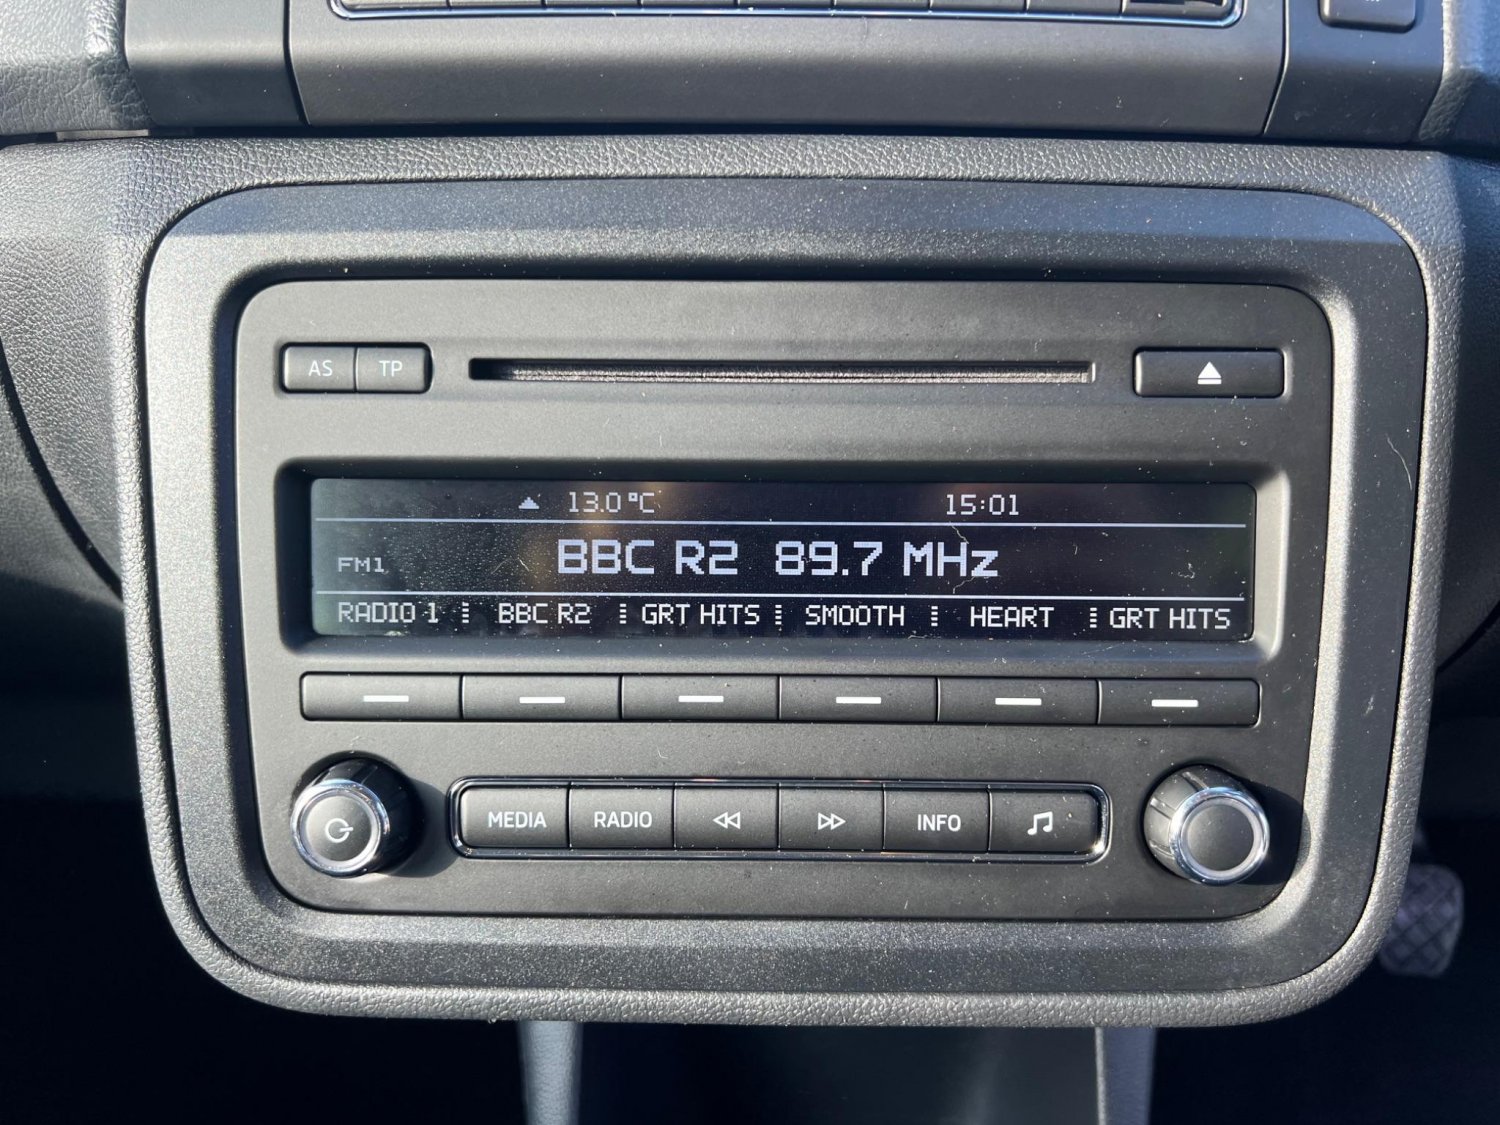 AS TP
13.0°C 15:01
FM1 BBC R2 89.7 MHz
RADIO 1 BBC R2 GRT HITS SMOOTH HEART GRT HITS
MEDIA RADIO INFO